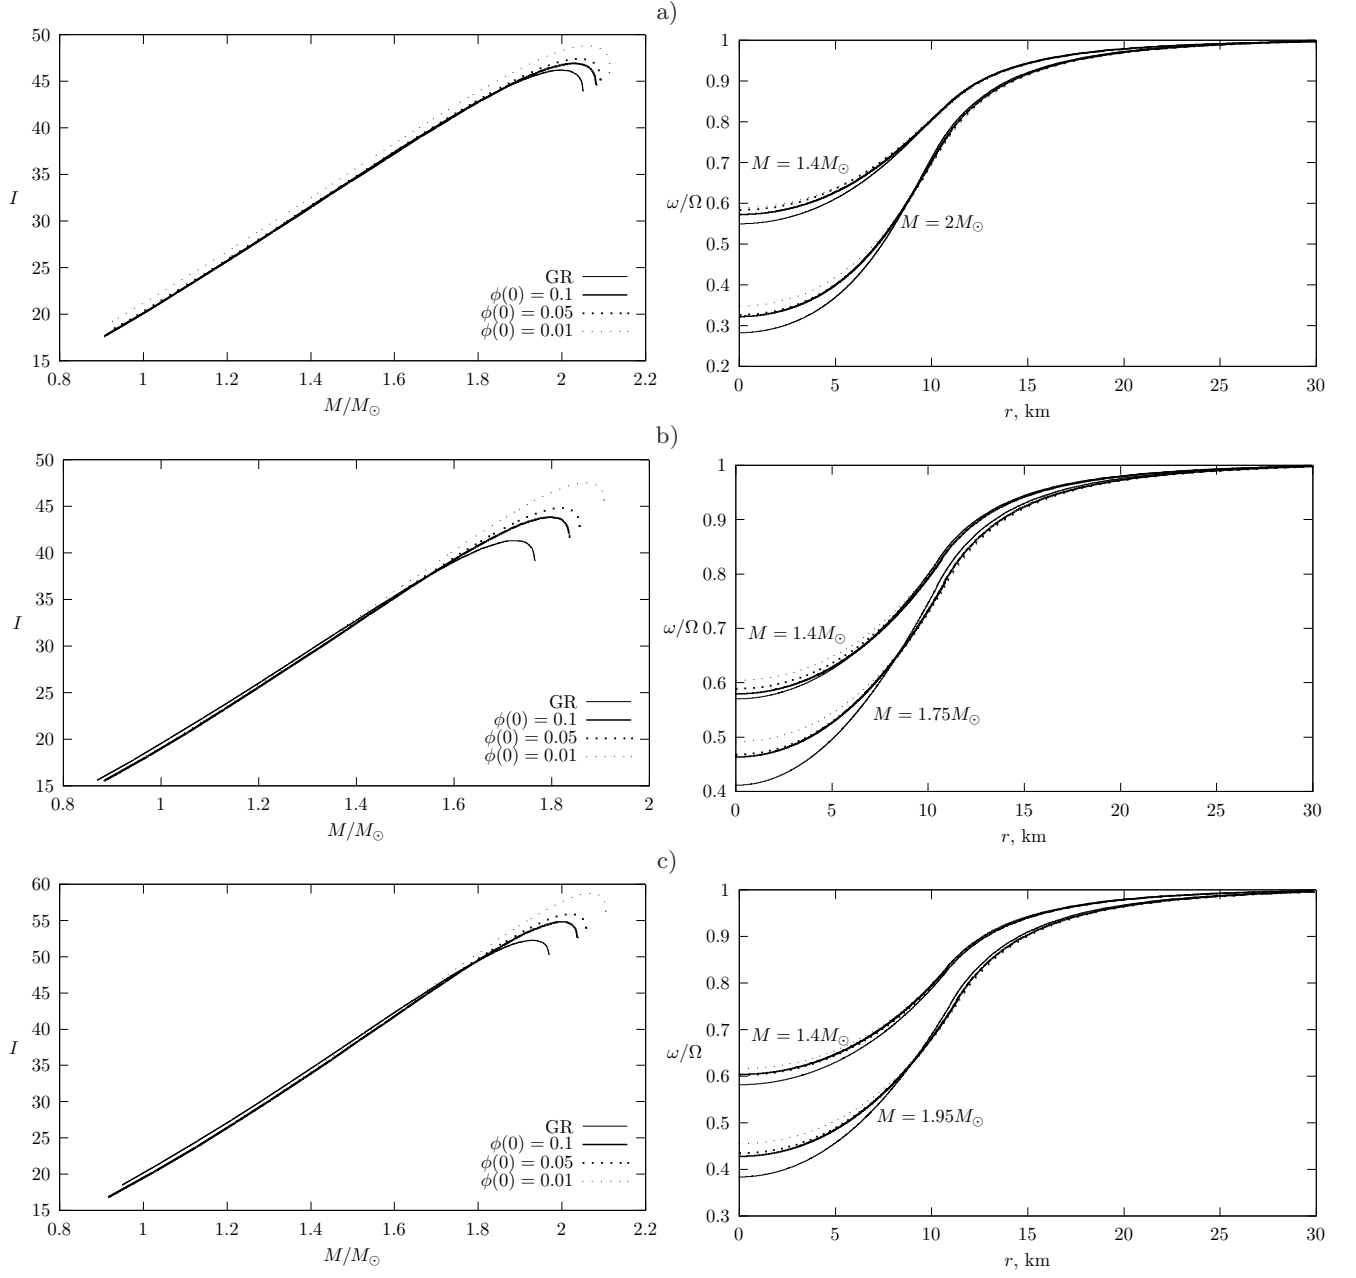 a)
50
45
40
35
30
25
20
15
I
GR
ϕ(0) = 0.1
ϕ(0) = 0.05
ϕ(0) = 0.01
0.8 1 1.2 1.4 1.6 1.8 2 2.2
M/M⊙
1
0.9
0.8
0.7
0.6
0.5
0.4
0.3
0.2
ω/Ω
M = 1.4M⊙
M = 2M⊙
0 5 10 15 20 25 30
r, km
b)
50
45
40
35
30
25
20
15
I
GR
ϕ(0) = 0.1
ϕ(0) = 0.05
ϕ(0) = 0.01
0.8 1 1.2 1.4 1.6 1.8 2
M/M⊙
1
0.9
0.8
0.7
0.6
0.5
0.4
ω/Ω
M = 1.4M⊙
M = 1.75M⊙
0 5 10 15 20 25 30
r, km
c)
60
55
50
45
40
35
30
25
20
15
I
GR
ϕ(0) = 0.1
ϕ(0) = 0.05
ϕ(0) = 0.01
0.8 1 1.2 1.4 1.6 1.8 2 2.2
M/M⊙
1
0.9
0.8
0.7
0.6
0.5
0.4
0.3
ω/Ω
M = 1.4M⊙
M = 1.95M⊙
0 5 10 15 20 25 30
r, km